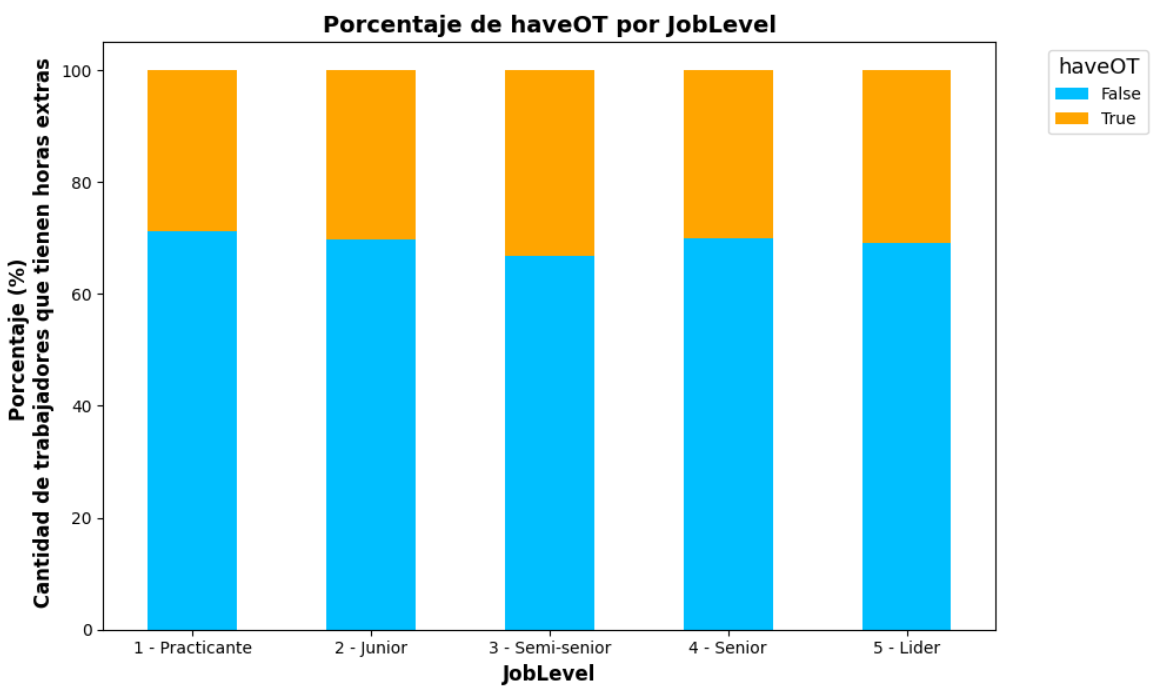 Porcentaje de haveOT por JobLevel
Porcentaje (%)
Cantidad de trabajadores que tienen horas extras
100
80
60
40
20
0
1 - Practicante
2 - Junior
3 - Semi-senior
4 - Senior
5 - Lider
JobLevel
haveOT
False
True